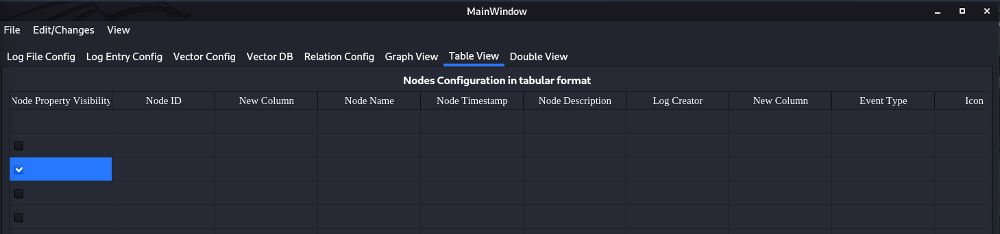 MainWindow
File Edit/Changes View
Log File Config Log Entry Config Vector Config Vector DB Relation Config Graph View Table View Double View
Nodes Configuration in tabular format
Node Property Visibility Node ID New Column Node Name Node Timestamp Node Description Log Creator New Column Event Type Icon